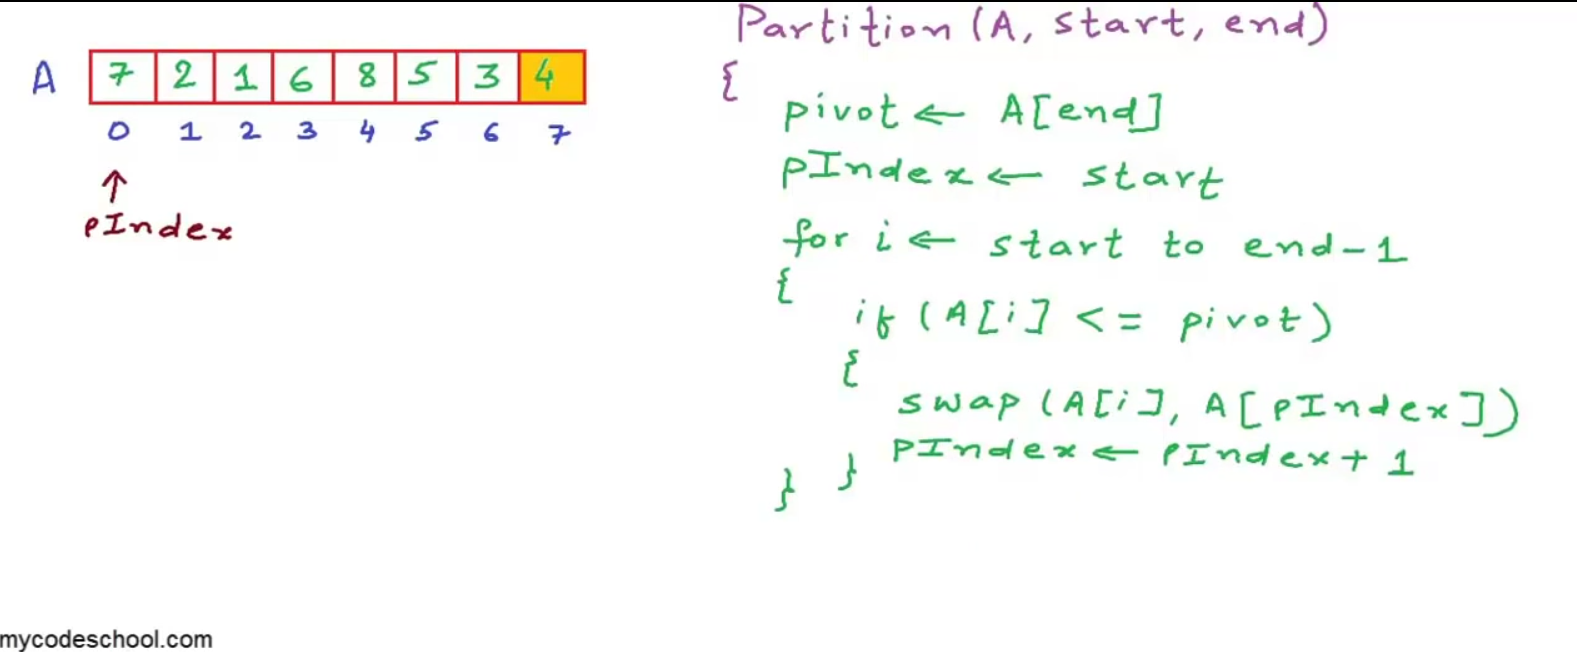 Partition (A, start, end)
A 7 2 1 6 8 5 3 4
0 1 2 3 4 5 6 7
↑
pIndex
{
pivot ← A[end]
pIndex ← start
for i ← start to end-1
{
if (A[i] <= pivot)
{
swap (A[i], A[pIndex])
pIndex ← pIndex + 1
}
}
mycodeschool.com